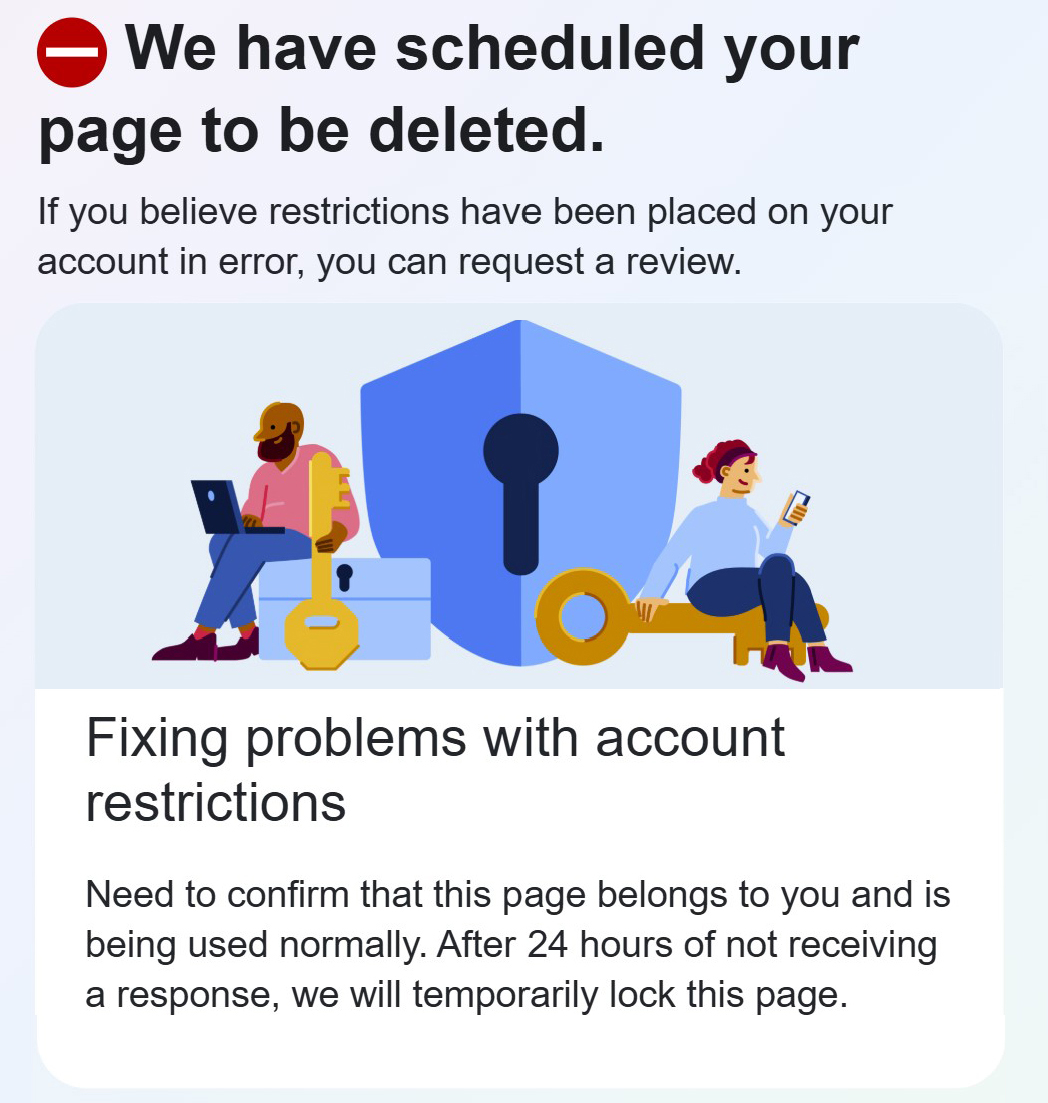 We have scheduled your
page to be deleted.
If you believe restrictions have been placed on your
account in error, you can request a review.
Fixing problems with account
restrictions
Need to confirm that this page belongs to you and is
being used normally. After 24 hours of not receiving
a response, we will temporarily lock this page.